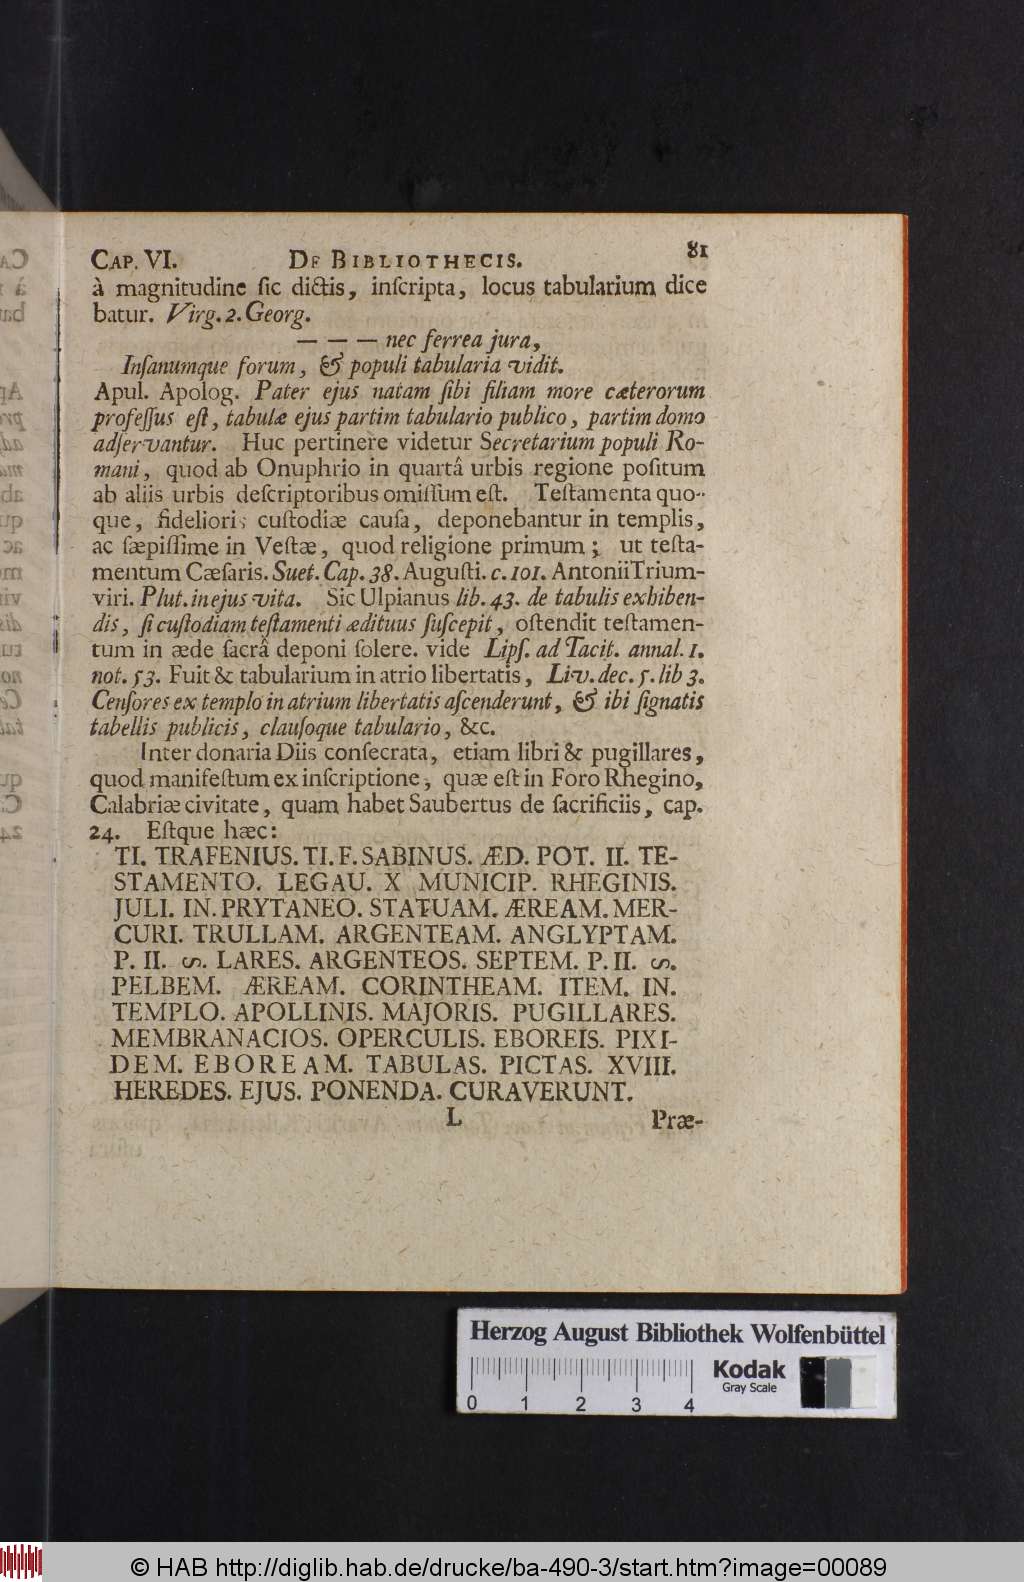 CAP. VI. DE BIBLIOTHECIS. 81
à magnitudine ſic dictis, inſcripta, locus tabularium dice
batur. Virg. 2. Georg.
— — — nec ferrea jura,
Inſanumque forum, & populi tabularia vidit.
Apul. Apolog. Pater ejus natam ſibi filiam more cæterorum
profeſſus eſt, tabulæ ejus partim tabulario publico, partim domo
adſervantur. Huc pertinere videtur Secretarium populi Ro-
mani, quod ab Onuphrio in quartâ urbis regione poſitum
ab aliis urbis deſcriptoribus omiſſum eſt. Teſtamenta quo-
que, fidelioris cuſtodiæ cauſa, deponebantur in templis,
ac ſæpiſſime in Veſtæ, quod religione primum; ut teſta-
mentum Cæſaris. Suet. Cap. 38. Auguſti. c. 101. Antonii Trium-
viri. Plut. in ejus vita. Sic Ulpianus lib. 43. de tabulis exhiben-
dis, ſi cuſtodiam teſtamenti ædituus ſuſcepit, oſtendit teſtamen-
tum in æde ſacrâ deponi ſolere. vide Lipſ. ad Tacit. annal. 1.
not. 53. Fuit & tabularium in atrio libertatis, Liv. dec. 5. lib 3.
Cenſores ex templo in atrium libertatis aſcenderunt, & ibi ſignatis
tabellis publicis, clauſoque tabulario, &c.
Inter donaria Diis conſecrata, etiam libri & pugillares,
quod manifeſtum ex inſcriptione, quæ eſt in Foro Rhegino,
Calabriæ civitate, quam habet Saubertus de ſacrificiis, cap.
24. Eſtque hæc:
TI. TRAFENIUS. TI. F. SABINUS. ÆD. POT. II. TE-
STAMENTO. LEGAU. X MUNICIP. RHEGINIS.
JULI. IN. PRYTANEO. STATUAM. ÆREAM. MER-
CURI. TRULLAM. ARGENTEAM. ANGLYPTAM.
P. II. ᔕ. LARES. ARGENTEOS. SEPTEM. P. II. ᔕ.
PELBEM. ÆREAM. CORINTHEAM. ITEM. IN.
TEMPLO. APOLLINIS. MAJORIS. PUGILLARES.
MEMBRANACIOS. OPERCULIS. EBOREIS. PIXI-
DEM. EBOREAM. TABULAS. PICTAS. XVIII.
HEREDES. EJUS. PONENDA. CURAVERUNT.
L Præ-
Herzog August Bibliothek Wolfenbüttel
Kodak
Gray Scale
0 1 2 3 4
© HAB http://diglib.hab.de/drucke/ba-490-3/start.htm?image=00089